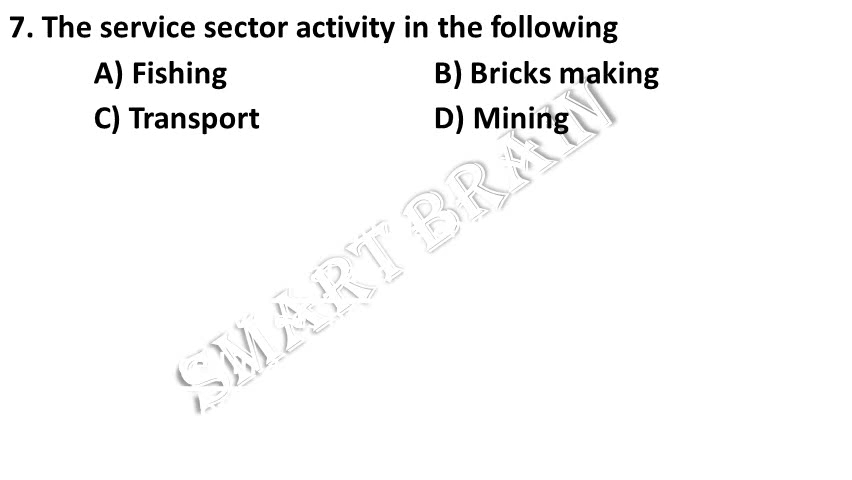 7. The service sector activity in the following
A) Fishing B) Bricks making
C) Transport D) Mining
SMART BRAIN